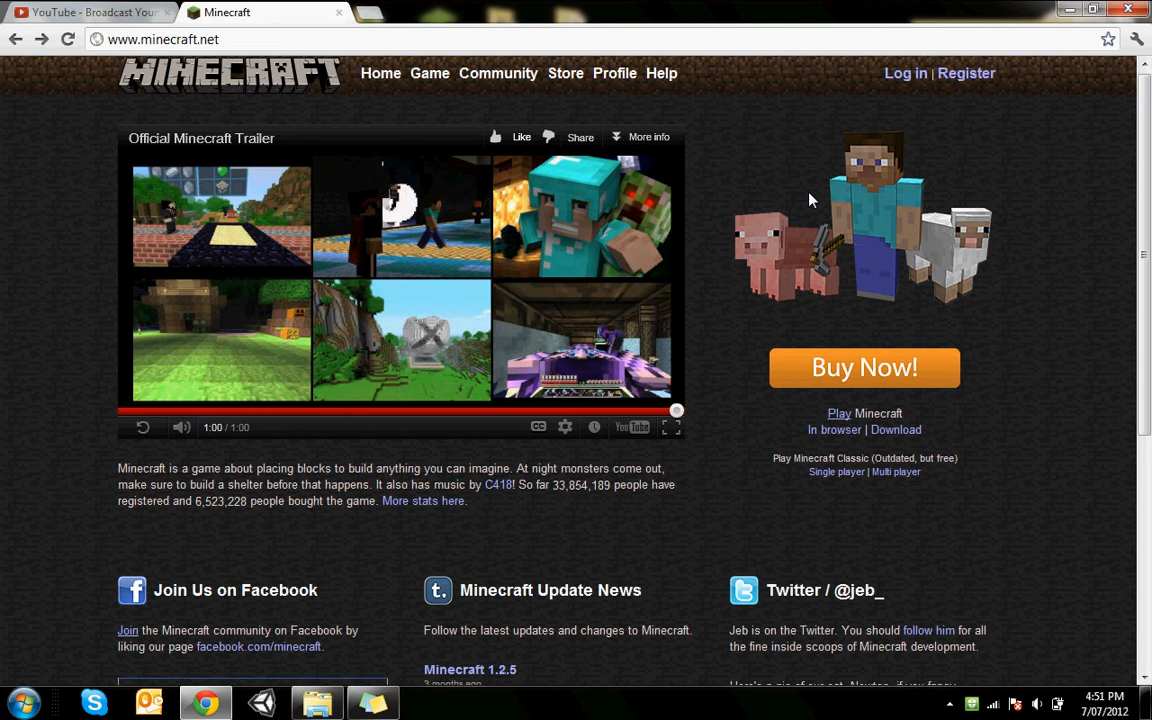 YouTube - Broadcast Your
Minecraft
www.minecraft.net
MINECRAFT
Home Game Community Store Profile Help
Log in | Register
Official Minecraft Trailer
Like Share More info
1:00 / 1:00
CC
YouTube
Buy Now!
Play Minecraft
In browser | Download
Play Minecraft Classic (Outdated, but free)
Single player | Multi player
Minecraft is a game about placing blocks to build anything you can imagine. At night monsters come out,
make sure to build a shelter before that happens. It also has music by C418! So far 33,854,189 people have
registered and 6,523,228 people bought the game. More stats here.
Join Us on Facebook
Join the Minecraft community on Facebook by
liking our page facebook.com/minecraft.
Minecraft Update News
Follow the latest updates and changes to Minecraft.
Minecraft 1.2.5
3 months ago
Twitter / @jeb_
Jeb is on the Twitter. You should follow him for all
the fine inside scoops of Minecraft development.
4:51 PM
7/07/2012